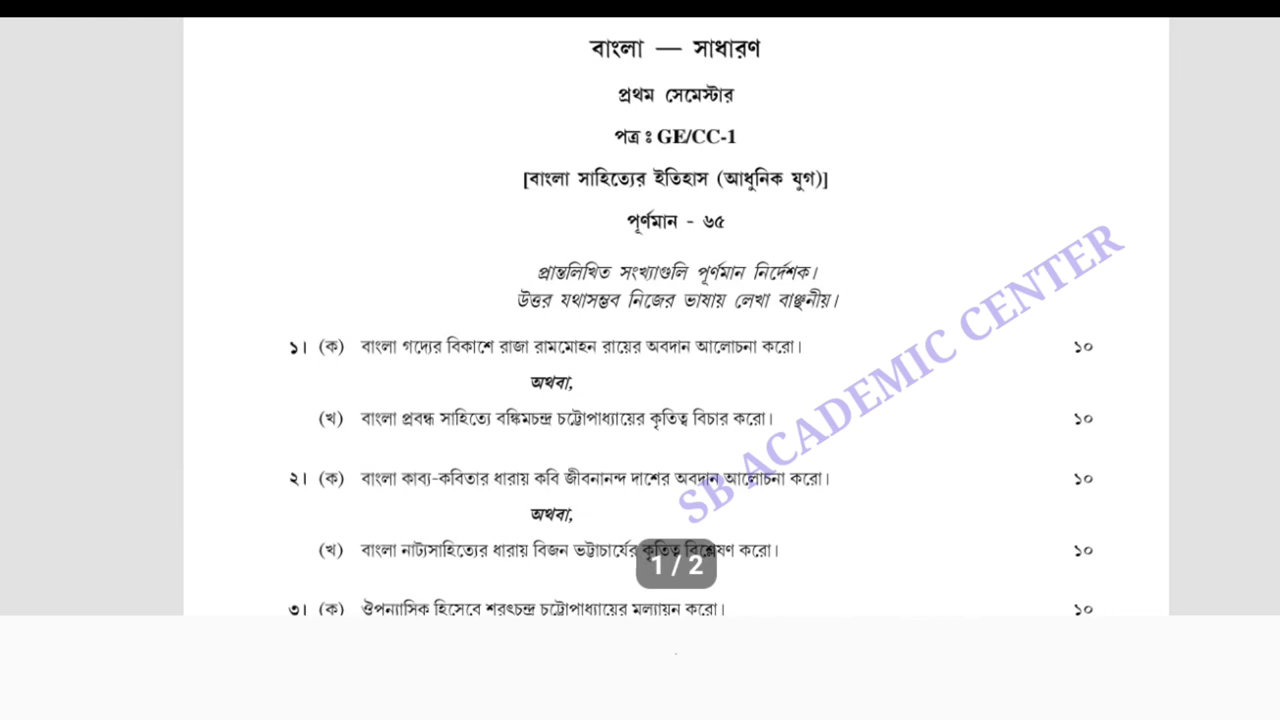 বাংলা — সাধারণ
প্রথম সেমেস্টার
পত্র : GE/CC-1
[বাংলা সাহিত্যের ইতিহাস (আধুনিক যুগ)]
পূর্ণমান - ৬৫
প্রান্তলিখিত সংখ্যাগুলি পূর্ণমান নির্দেশক।
উত্তর যথাসম্ভব নিজের ভাষায় লেখা বাঞ্ছনীয়।
১। (ক) বাংলা গদ্যের বিকাশে রাজা রামমোহন রায়ের অবদান আলোচনা করো। ১০
অথবা,
(খ) বাংলা প্রবন্ধ সাহিত্যে বঙ্কিমচন্দ্র চট্টোপাধ্যায়ের কৃতিত্ব বিচার করো। ১০
২। (ক) বাংলা কাব্য-কবিতার ধারায় কবি জীবনানন্দ দাশের অবদান আলোচনা করো। ১০
অথবা,
(খ) বাংলা নাট্যসাহিত্যের ধারায় বিজন ভট্টাচার্যের কৃতিত্ব বিশ্লেষণ করো। ১০
৩। (ক) ঔপন্যাসিক হিসেবে শরৎচন্দ্র চট্টোপাধ্যায়ের মূল্যায়ন করো। ১০
SB ACADEMIC CENTER
1 / 2